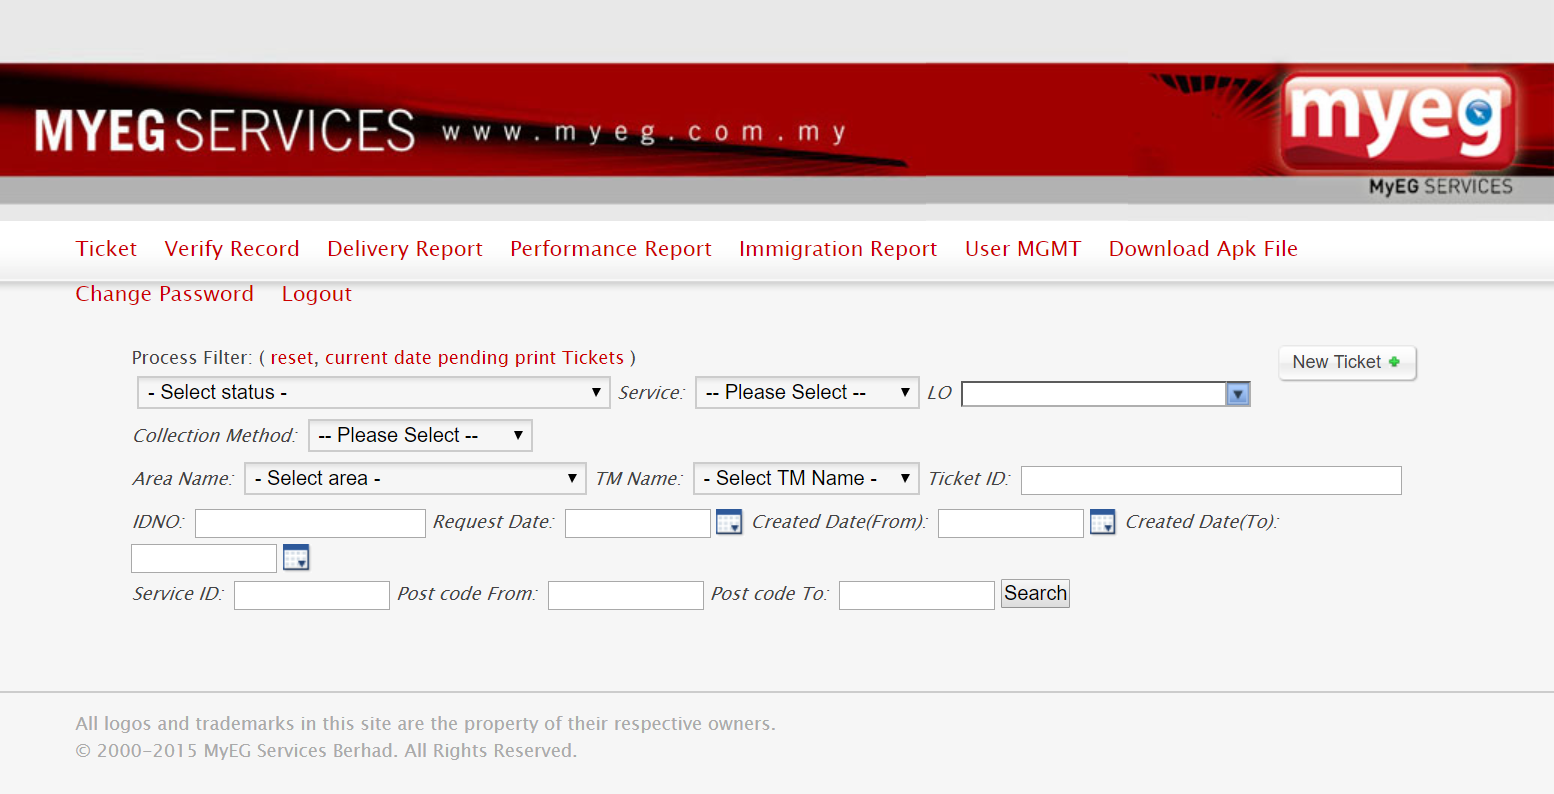 MYEG SERVICES www.myeg.com.my
myeg
MyEG SERVICES
Ticket Verify Record Delivery Report Performance Report Immigration Report User MGMT Download Apk File
Change Password Logout
Process Filter: ( reset, current date pending print Tickets )
New Ticket
- Select status - Service: -- Please Select -- LO
Collection Method: -- Please Select --
Area Name: - Select area - TM Name: - Select TM Name - Ticket ID:
IDNO: Request Date: Created Date(From): Created Date(To):
Service ID: Post code From: Post code To: Search
All logos and trademarks in this site are the property of their respective owners.
© 2000-2015 MyEG Services Berhad. All Rights Reserved.